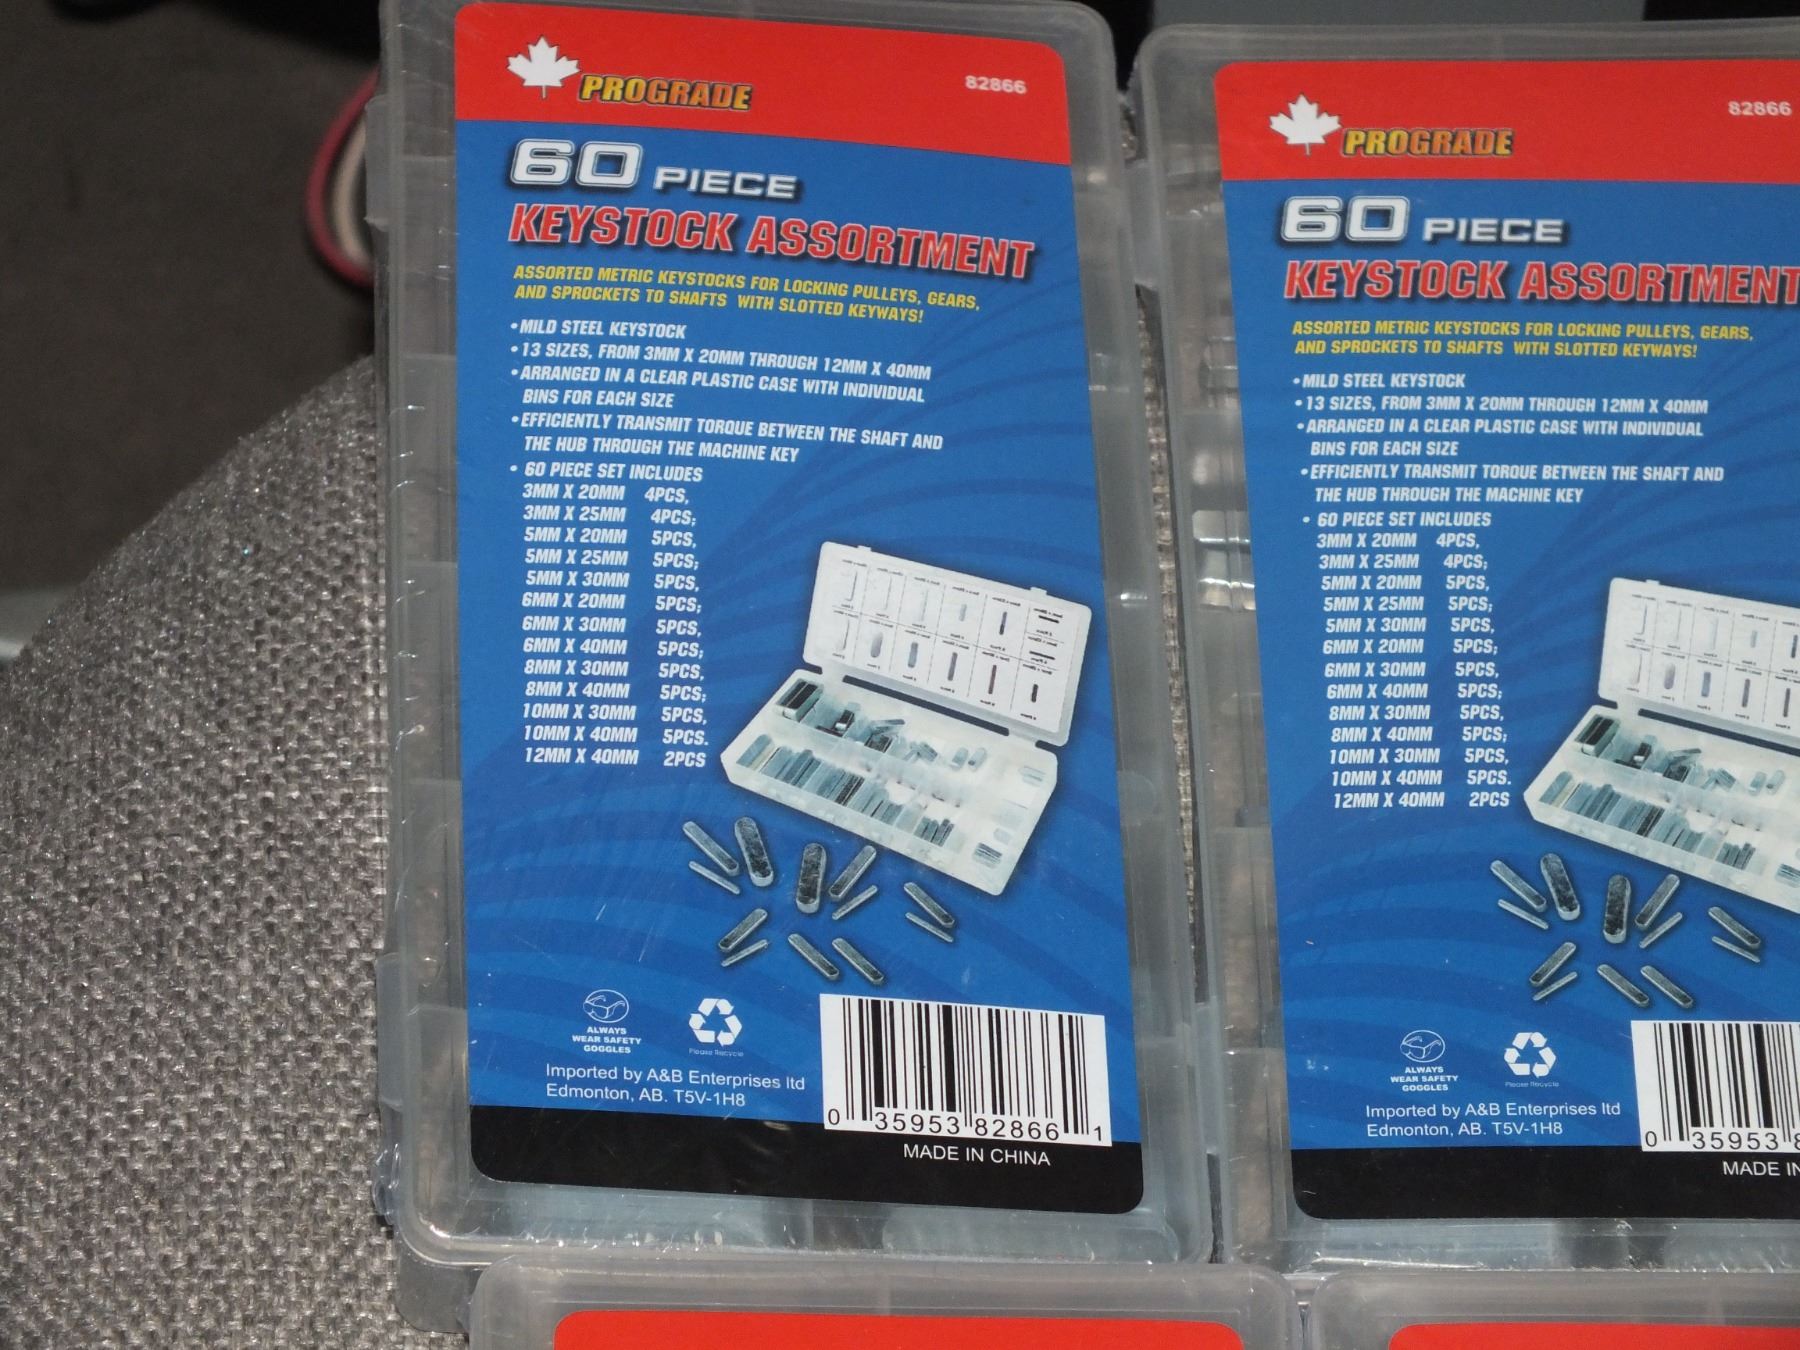 PROGRADE
82866
60 PIECE
KEYSTOCK ASSORTMENT
ASSORTED METRIC KEYSTOCKS FOR LOCKING PULLEYS, GEARS,
AND SPROCKETS TO SHAFTS WITH SLOTTED KEYWAYS!
•MILD STEEL KEYSTOCK
•13 SIZES, FROM 3MM X 20MM THROUGH 12MM X 40MM
•ARRANGED IN A CLEAR PLASTIC CASE WITH INDIVIDUAL
BINS FOR EACH SIZE
•EFFICIENTLY TRANSMIT TORQUE BETWEEN THE SHAFT AND
THE HUB THROUGH THE MACHINE KEY
• 60 PIECE SET INCLUDES
3MM X 20MM 4PCS,
3MM X 25MM 4PCS;
5MM X 20MM 5PCS,
5MM X 25MM 5PCS;
5MM X 30MM 5PCS,
6MM X 20MM 5PCS;
6MM X 30MM 5PCS,
6MM X 40MM 5PCS;
8MM X 30MM 5PCS,
8MM X 40MM 5PCS;
10MM X 30MM 5PCS,
10MM X 40MM 5PCS.
12MM X 40MM 2PCS
ALWAYS
WEAR SAFETY
GOGGLES
Please Recycle
Imported by A&B Enterprises ltd
Edmonton, AB. T5V-1H8
0 35953 82866 1
MADE IN CHINA
PROGRADE
82866
60 PIECE
KEYSTOCK ASSORTMENT
ASSORTED METRIC KEYSTOCKS FOR LOCKING PULLEYS, GEARS,
AND SPROCKETS TO SHAFTS WITH SLOTTED KEYWAYS!
•MILD STEEL KEYSTOCK
•13 SIZES, FROM 3MM X 20MM THROUGH 12MM X 40MM
•ARRANGED IN A CLEAR PLASTIC CASE WITH INDIVIDUAL
BINS FOR EACH SIZE
•EFFICIENTLY TRANSMIT TORQUE BETWEEN THE SHAFT AND
THE HUB THROUGH THE MACHINE KEY
• 60 PIECE SET INCLUDES
3MM X 20MM 4PCS,
3MM X 25MM 4PCS;
5MM X 20MM 5PCS,
5MM X 25MM 5PCS;
5MM X 30MM 5PCS,
6MM X 20MM 5PCS;
6MM X 30MM 5PCS,
6MM X 40MM 5PCS;
8MM X 30MM 5PCS,
8MM X 40MM 5PCS;
10MM X 30MM 5PCS,
10MM X 40MM 5PCS.
12MM X 40MM 2PCS
ALWAYS
WEAR SAFETY
GOGGLES
Please Recycle
Imported by A&B Enterprises ltd
Edmonton, AB. T5V-1H8
0 35953 8
MADE IN